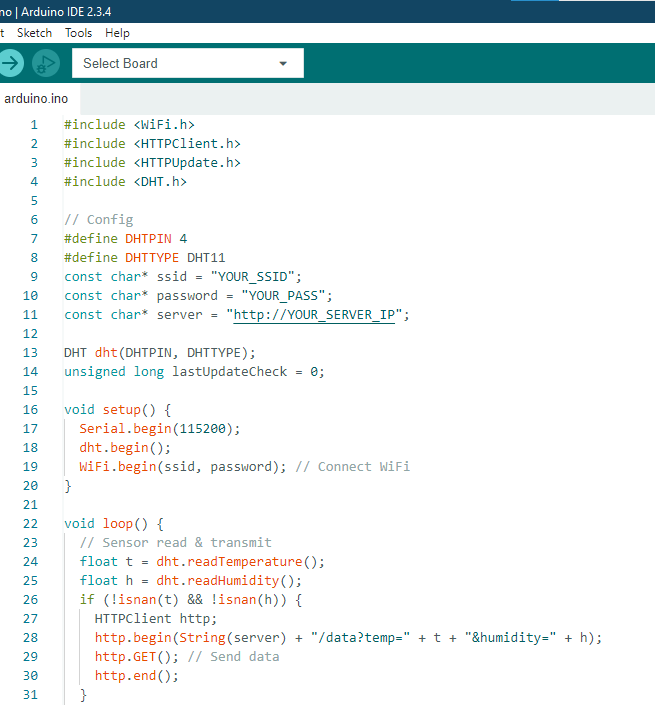 no | Arduino IDE 2.3.4
t Sketch Tools Help
Select Board
arduino.ino
1 #include <WiFi.h>
2 #include <HTTPClient.h>
3 #include <HTTPUpdate.h>
4 #include <DHT.h>
5
6 // Config
7 #define DHTPIN 4
8 #define DHTTYPE DHT11
9 const char* ssid = "YOUR_SSID";
10 const char* password = "YOUR_PASS";
11 const char* server = "http://YOUR_SERVER_IP";
12
13 DHT dht(DHTPIN, DHTTYPE);
14 unsigned long lastUpdateCheck = 0;
15
16 void setup() {
17   Serial.begin(115200);
18   dht.begin();
19   WiFi.begin(ssid, password); // Connect WiFi
20 }
21
22 void loop() {
23   // Sensor read & transmit
24   float t = dht.readTemperature();
25   float h = dht.readHumidity();
26   if (!isnan(t) && !isnan(h)) {
27     HTTPClient http;
28     http.begin(String(server) + "/data?temp=" + t + "&humidity=" + h);
29     http.GET(); // Send data
30     http.end();
31   }